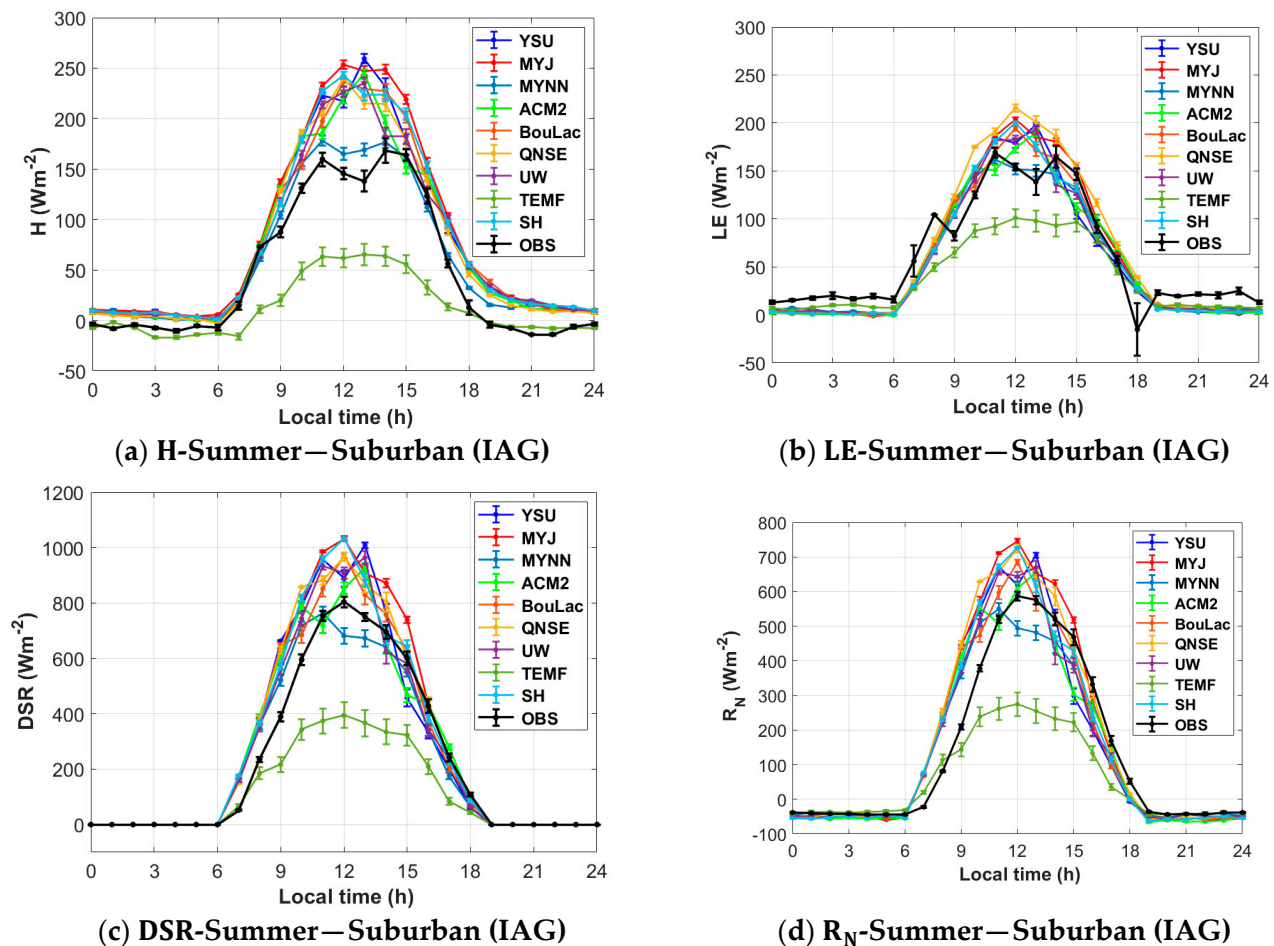 300
250
200
150
100
50
0
-50
H (Wm⁻²)
0 3 6 9 12 15 18 21 24
Local time (h)
YSU
MYJ
MYNN
ACM2
BouLac
QNSE
UW
TEMF
SH
OBS
(a) H-Summer—Suburban (IAG)
300
250
200
150
100
50
0
-50
LE (Wm⁻²)
0 3 6 9 12 15 18 21 24
Local time (h)
YSU
MYJ
MYNN
ACM2
BouLac
QNSE
UW
TEMF
SH
OBS
(b) LE-Summer—Suburban (IAG)
1200
1000
800
600
400
200
0
DSR (Wm⁻²)
0 3 6 9 12 15 18 21 24
Local time (h)
YSU
MYJ
MYNN
ACM2
BouLac
QNSE
UW
TEMF
SH
OBS
(c) DSR-Summer—Suburban (IAG)
800
700
600
500
400
300
200
100
0
-100
R_N (Wm⁻²)
0 3 6 9 12 15 18 21 24
Local time (h)
YSU
MYJ
MYNN
ACM2
BouLac
QNSE
UW
TEMF
SH
OBS
(d) R_N-Summer—Suburban (IAG)